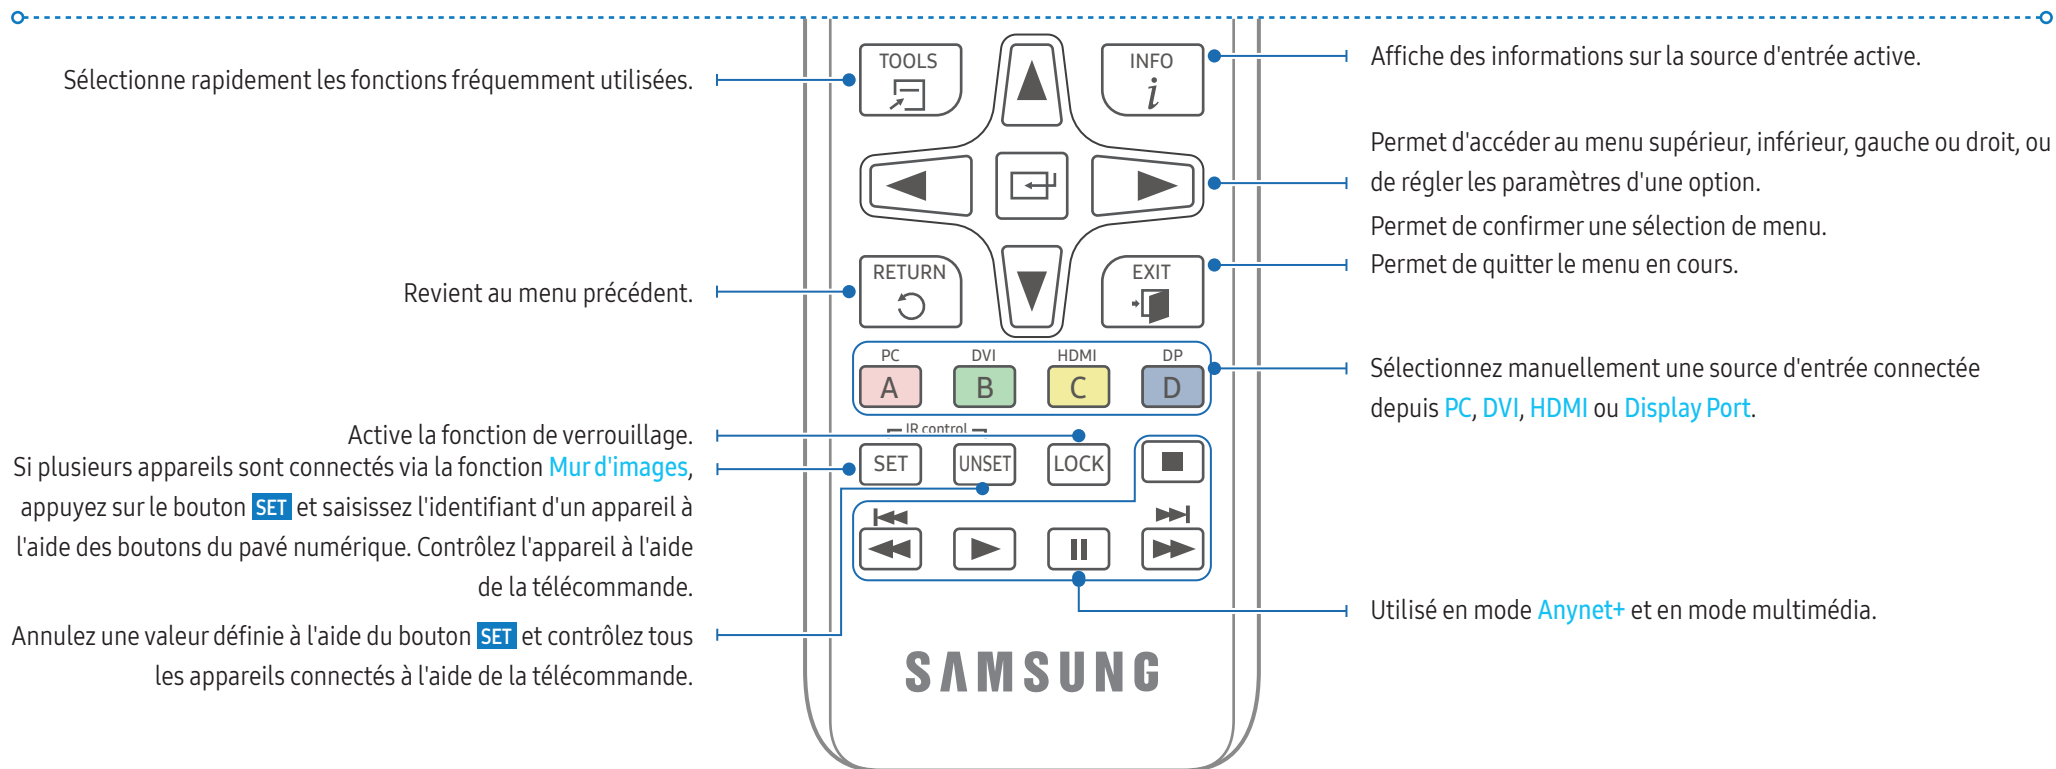 TOOLS
INFO
Sélectionne rapidement les fonctions fréquemment utilisées.
Affiche des informations sur la source d'entrée active.
Permet d'accéder au menu supérieur, inférieur, gauche ou droit, ou
de régler les paramètres d'une option.
Permet de confirmer une sélection de menu.
RETURN
EXIT
Revient au menu précédent.
Permet de quitter le menu en cours.
PC DVI HDMI DP
A B C D
Sélectionnez manuellement une source d'entrée connectée
depuis PC, DVI, HDMI ou Display Port.
IR control
SET UNSET LOCK
Active la fonction de verrouillage.
Si plusieurs appareils sont connectés via la fonction Mur d'images,
appuyez sur le bouton SET et saisissez l'identifiant d'un appareil à
l'aide des boutons du pavé numérique. Contrôlez l'appareil à l'aide
de la télécommande.
Annulez une valeur définie à l'aide du bouton SET et contrôlez tous
les appareils connectés à l'aide de la télécommande.
Utilisé en mode Anynet+ et en mode multimédia.
SAMSUNG